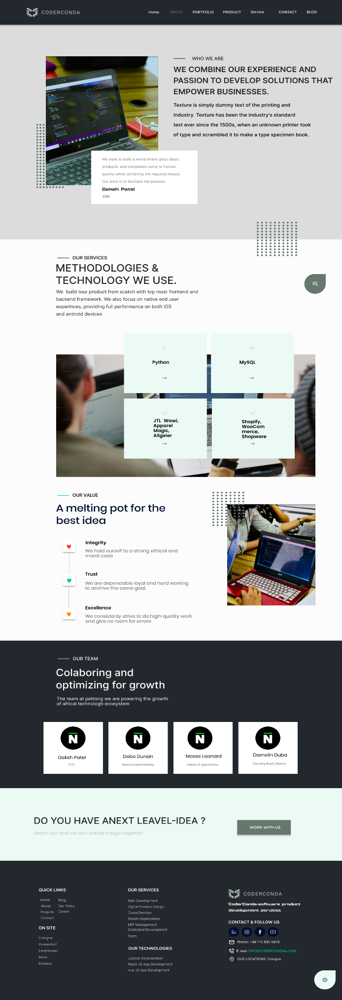 CODERCONDA
Home ABOUT PORTFOLIO PRODUCT Service CONTACT BLOG
WHO WE ARE
WE COMBINE OUR EXPERIENCE AND
PASSION TO DEVELOP SOLUTIONS THAT
EMPOWER BUSINESSES.
Texture is simply dummy text of the printing and
industry. Texture has been the industry's standard
text ever since the 1500s, when an unknown printer took
of type and scrambled it to make a type specimen book.
We want to build a world where great ideas,
products, and companies come to fruition
quickly whilst achieving the required impact.
Our work is to facilitate the process.
Daksh Patel
CTO
OUR SERVICES
METHODOLOGIES &
TECHNOLOGY WE USE.
We build tour product from scatch with top most frontend and
backend framework. We also focus on native end user
experinces, providing full performance on both iOS
and android devices
01
Python
→
02
MySQL
→
03
JTL Wawi,
Apparel
Magic,
Allgeier
→
04
Shopify,
WooCom
merce,
Shopware
→
OUR VALUE
A melting pot for the
best idea
Integrity
We hold ourself to a strong ethical and
moral code
Trust
We are dependable loyal and hard working
to archive the same goal.
Excellence
We consistenly strive to do high-quality work
and give no room for errore
OUR TEAM
Colaboring and
optimizing for growth
The team at petrong we are powering the growth
of africal technologh ecosystem
N
Daksh Patel
CTO
N
Debo Dunsin
Head of partnership
N
Moses Leonard
Head of operations
N
Damelin Duba
Country lead, Ghana
DO YOU HAVE ANEXT LEAVEL-IDEA ?
Reach out and we can create magic together
WORK WITH US
QUICK LINKS
Home Blog
About Our Policy
Projects Career
Contact
ON SITE
Cologne
Dusseldorf
Leverkusen
Bonn
Koblenz
OUR SERVICES
Web Development
Digital Product Design
Cloud/DevOps
Mobile Applications
ERP Management
Dedicated Development
Team
OUR TECHNOLOGIES
Laravel Development
React JS App Development
Vue JS App Development
CODERCONDA
CoderConda-software product
development services.
CONTACT & FOLLOW US
Phone: +49 175 695 0979
E-mail: INFO@CODERCONDAA.COM
OUR LOCATIONS: Cologne